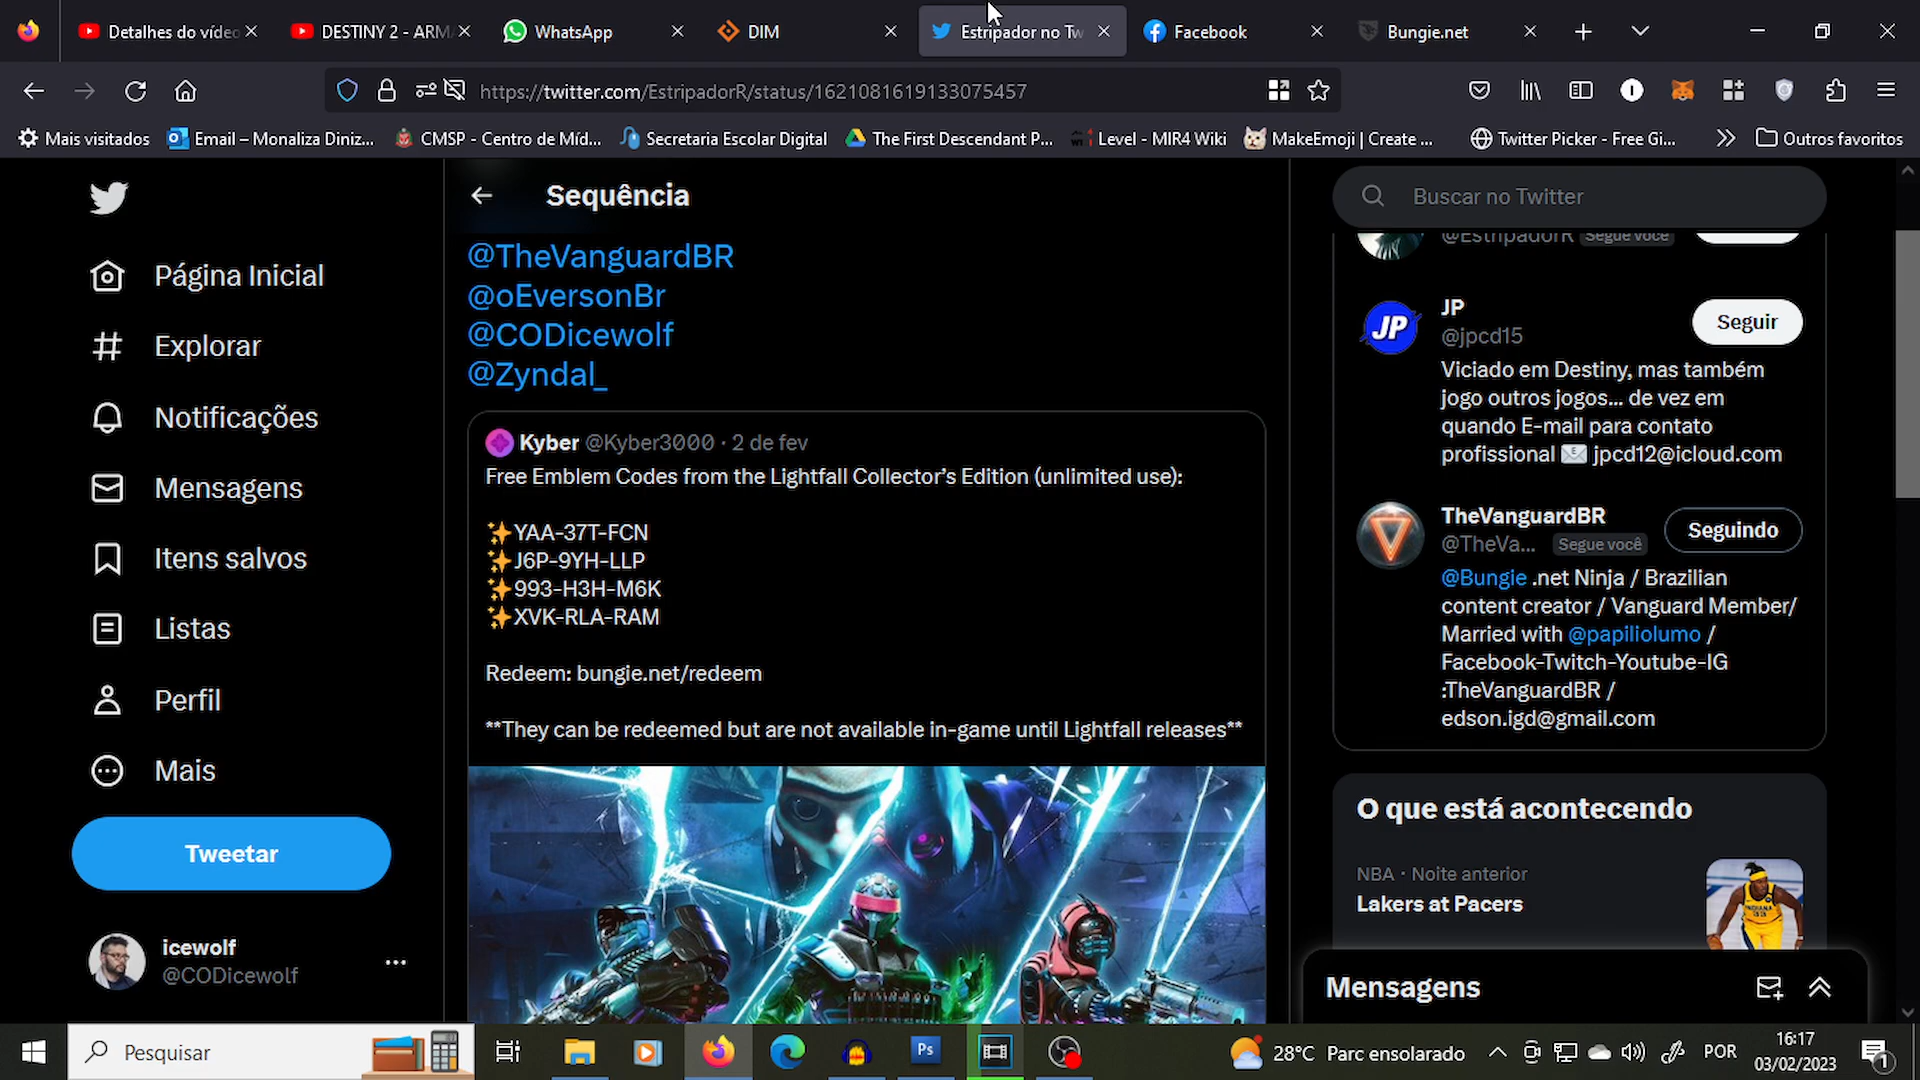 Detalhes do vídeo
DESTINY 2 - ARMA
WhatsApp
DIM
Estripador no Tw
Facebook
Bungie.net
https://twitter.com/EstripadorR/status/1621081619133075457
Mais visitados
Email – Monaliza Diniz...
CMSP - Centro de Míd...
Secretaria Escolar Digital
The First Descendant P...
Level - MIR4 Wiki
MakeEmoji | Create ...
Twitter Picker - Free Gi...
Outros favoritos
Página Inicial
Explorar
Notificações
Mensagens
Itens salvos
Listas
Perfil
Mais
Tweetar
icewolf
@CODicewolf
Sequência
@TheVanguardBR
@oEversonBr
@CODicewolf
@Zyndal_
Kyber @Kyber3000 · 2 de fev
Free Emblem Codes from the Lightfall Collector’s Edition (unlimited use):
✨YAA-37T-FCN
✨J6P-9YH-LLP
✨993-H3H-M6K
✨XVK-RLA-RAM
Redeem: bungie.net/redeem
**They can be redeemed but are not available in-game until Lightfall releases**
Buscar no Twitter
@EstripadorR Segue você
JP
@jpcd15
Seguir
Viciado em Destiny, mas também
jogo outros jogos... de vez em
quando E-mail para contato
profissional ✉️ jpcd12@icloud.com
TheVanguardBR
@TheVa... Segue você
Seguindo
@Bungie .net Ninja / Brazilian
content creator / Vanguard Member/
Married with @papiliolumo /
Facebook-Twitch-Youtube-IG
:TheVanguardBR /
edson.igd@gmail.com
O que está acontecendo
NBA · Noite anterior
Lakers at Pacers
Mensagens
Pesquisar
Ps
28°C Parc ensolarado
POR
16:17
03/02/2023
1